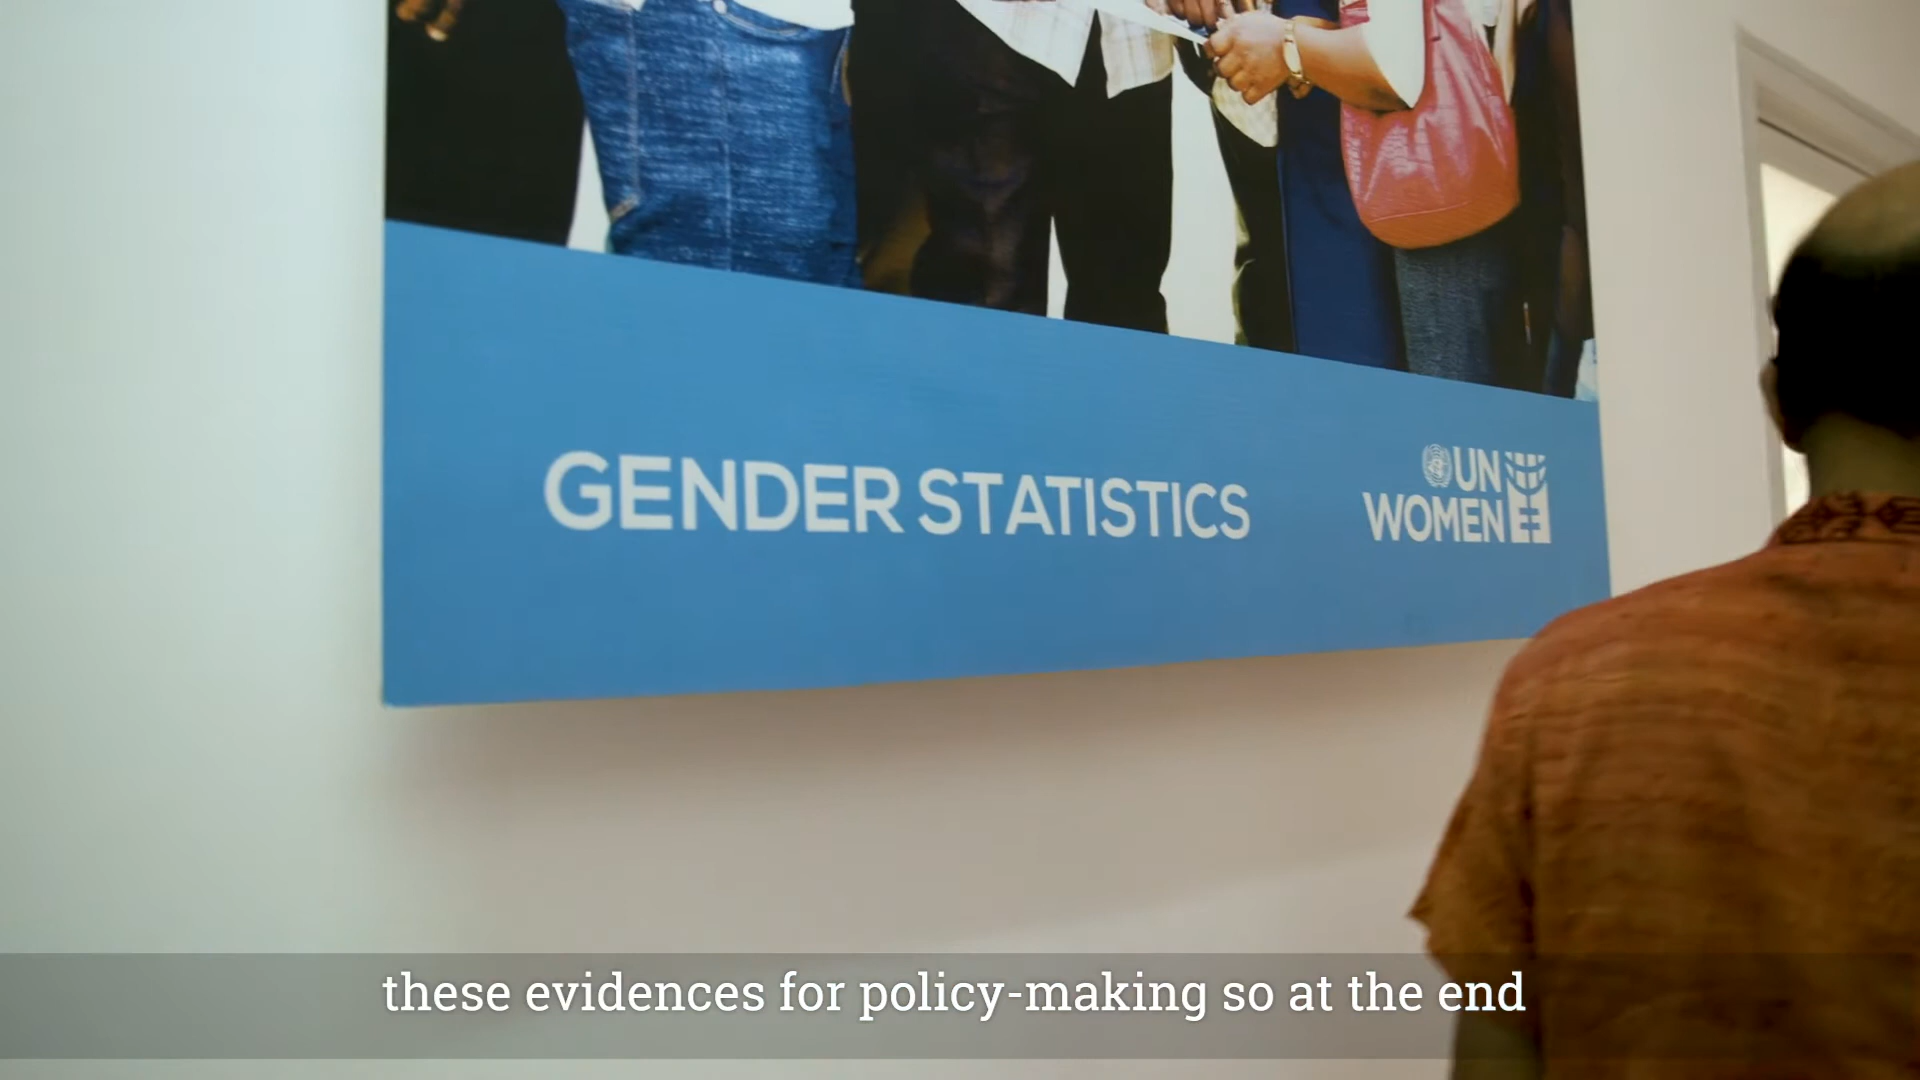 GENDER STATISTICS
UN
WOMEN
these evidences for policy-making so at the end